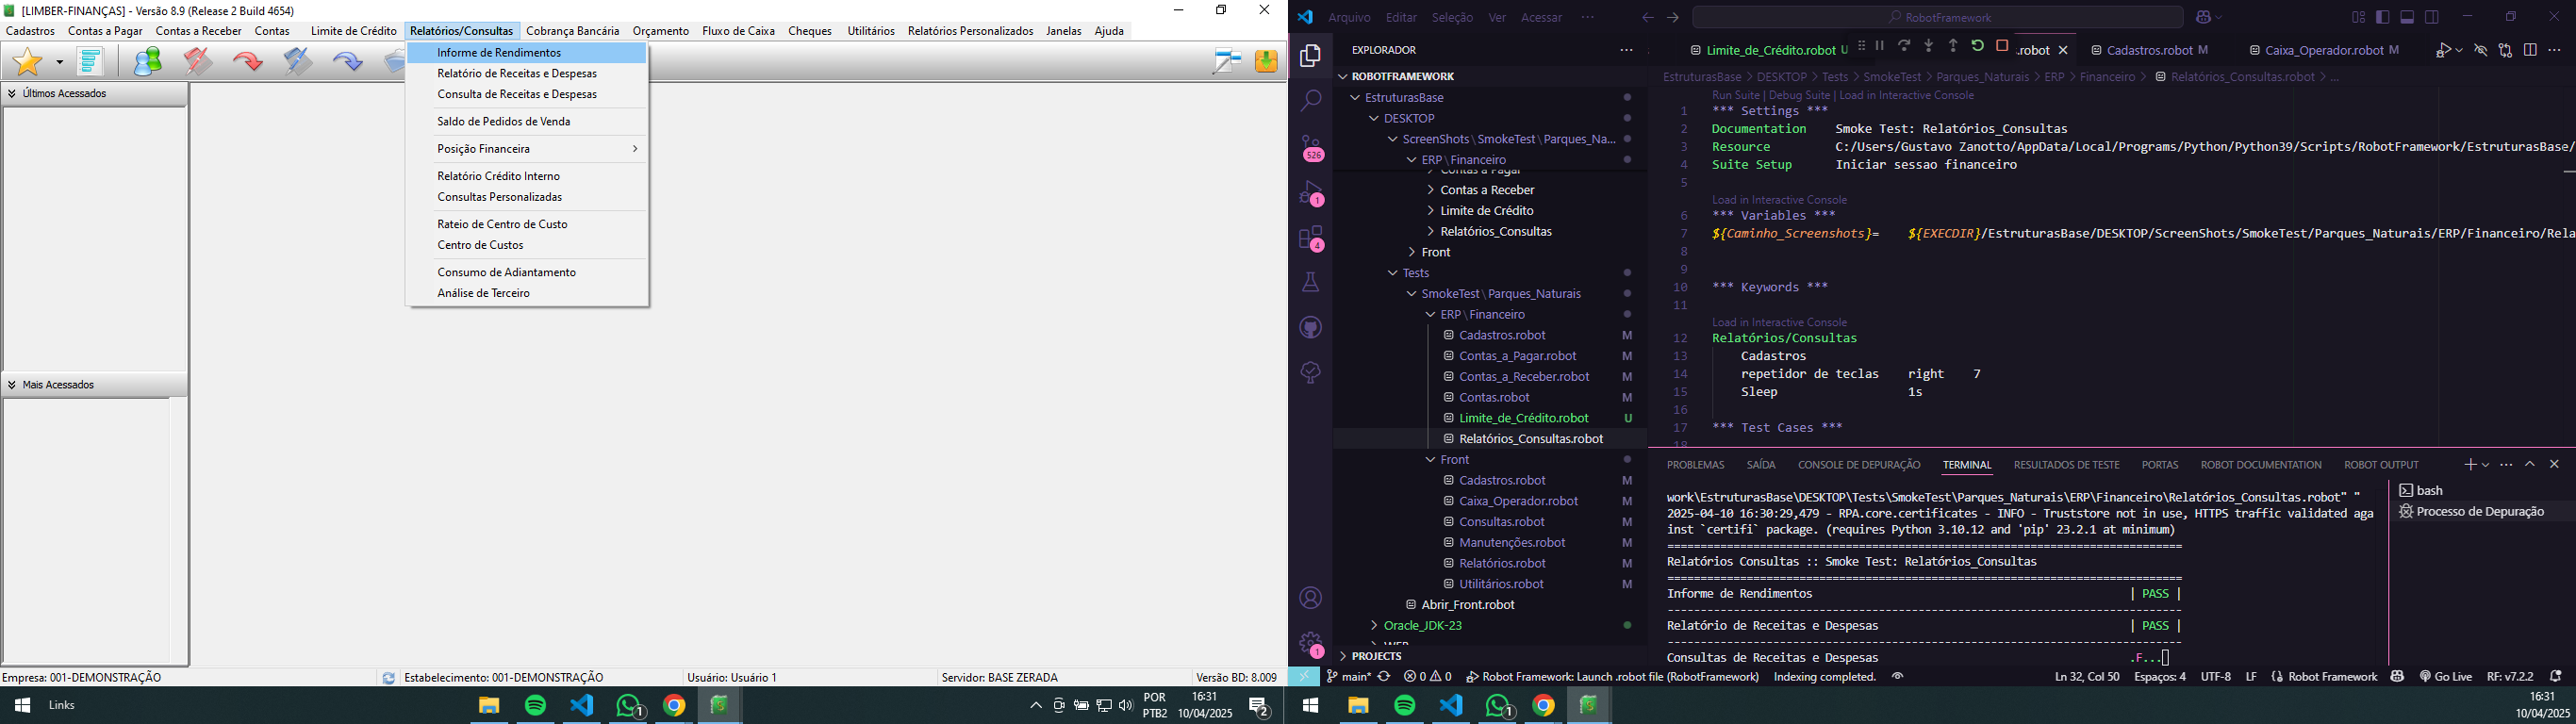 [LIMBER-FINANÇAS] - Versão 8.9 (Release 2 Build 4654)
Cadastros Contas a Pagar Contas a Receber Contas Limite de Crédito Relatórios/Consultas Cobrança Bancária Orçamento Fluxo de Caixa Cheques Utilitários Relatórios Personalizados Janelas Ajuda
Informe de Rendimentos
Relatório de Receitas e Despesas
Consulta de Receitas e Despesas
Saldo de Pedidos de Venda
Posição Financeira
Relatório Crédito Interno
Consultas Personalizadas
Rateio de Centro de Custo
Centro de Custos
Consumo de Adiantamento
Análise de Terceiro
Últimos Acessados
Mais Acessados
Empresa: 001-DEMONSTRAÇÃO Estabelecimento: 001-DEMONSTRAÇÃO Usuário: Usuário 1 Servidor: BASE ZERADA Versão BD: 8.009
Links
1
POR
PTB2
16:31
10/04/2025
2
Arquivo Editar Seleção Ver Acessar ···
RobotFramework
EXPLORADOR
ROBOTFRAMEWORK
EstruturasBase
DESKTOP
ScreenShots\SmokeTest\Parques_Na...
ERP\Financeiro
Contas a Pagar
Contas a Receber
Limite de Crédito
Relatórios_Consultas
Front
Tests
SmokeTest\Parques_Naturais
ERP\Financeiro
Cadastros.robot M
Contas_a_Pagar.robot M
Contas_a_Receber.robot M
Contas.robot M
Limite_de_Crédito.robot U
Relatórios_Consultas.robot
Front
Cadastros.robot M
Caixa_Operador.robot M
Consultas.robot M
Manutenções.robot M
Relatórios.robot M
Utilitários.robot M
Abrir_Front.robot
Oracle_JDK-23
WEB
PROJECTS
526
1
4
1
Limite_de_Crédito.robot U .robot Cadastros.robot M Caixa_Operador.robot M
EstruturasBase > DESKTOP > Tests > SmokeTest > Parques_Naturais > ERP > Financeiro > Relatórios_Consultas.robot > ...
Run Suite | Debug Suite | Load in Interactive Console
1 *** Settings ***
2 Documentation Smoke Test: Relatórios_Consultas
3 Resource C:/Users/Gustavo Zanotto/AppData/Local/Programs/Python/Python39/Scripts/RobotFramework/EstruturasBase/
4 Suite Setup Iniciar sessao financeiro
5
Load in Interactive Console
6 *** Variables ***
7 ${Caminho_Screenshots}= ${EXECDIR}/EstruturasBase/DESKTOP/ScreenShots/SmokeTest/Parques_Naturais/ERP/Financeiro/Rela
8
9
10 *** Keywords ***
11
Load in Interactive Console
12 Relatórios/Consultas
13 Cadastros
14 repetidor de teclas right 7
15 Sleep 1s
16
17 *** Test Cases ***
18
PROBLEMAS SAÍDA CONSOLE DE DEPURAÇÃO TERMINAL RESULTADOS DE TESTE PORTAS ROBOT DOCUMENTATION ROBOT OUTPUT
work\EstruturasBase\DESKTOP\Tests\SmokeTest\Parques_Naturais\ERP\Financeiro\Relatórios_Consultas.robot" "
2025-04-10 16:30:29,479 - RPA.core.certificates - INFO - Truststore not in use, HTTPS traffic validated aga
inst `certifi` package. (requires Python 3.10.12 and 'pip' 23.2.1 at minimum)
==============================================================================
Relatórios Consultas :: Smoke Test: Relatórios_Consultas
==============================================================================
Informe de Rendimentos | PASS |
------------------------------------------------------------------------------
Relatório de Receitas e Despesas | PASS |
------------------------------------------------------------------------------
Consultas de Receitas e Despesas .F...
bash
Processo de Depuração
main* 0 0 Robot Framework: Launch .robot file (RobotFramework) Indexing completed. Ln 32, Col 50 Espaços: 4 UTF-8 LF Robot Framework Go Live RF: v7.2.2
1
16:31
10/04/2025